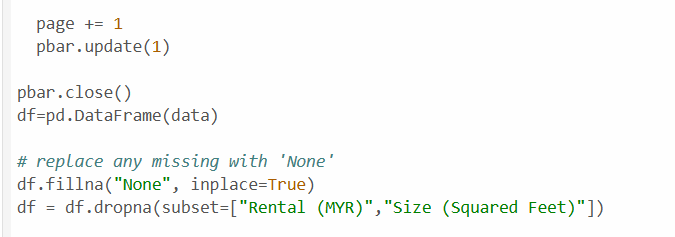 page += 1
pbar.update(1)
pbar.close()
df=pd.DataFrame(data)
# replace any missing with 'None'
df.fillna("None", inplace=True)
df = df.dropna(subset=["Rental (MYR)","Size (Squared Feet)"])